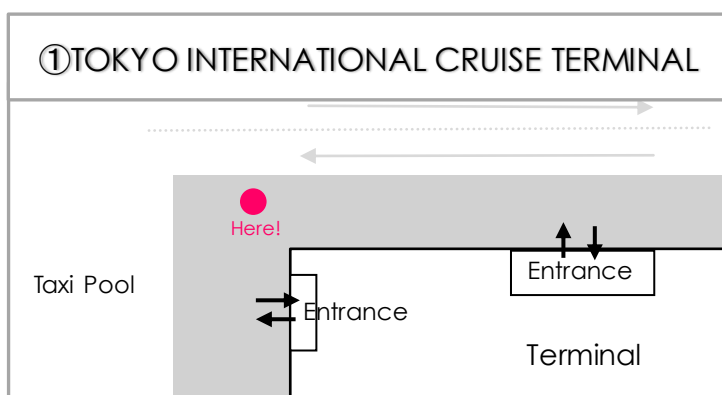 ①TOKYO INTERNATIONAL CRUISE TERMINAL
Here!
Entrance
Taxi Pool
Entrance
Terminal